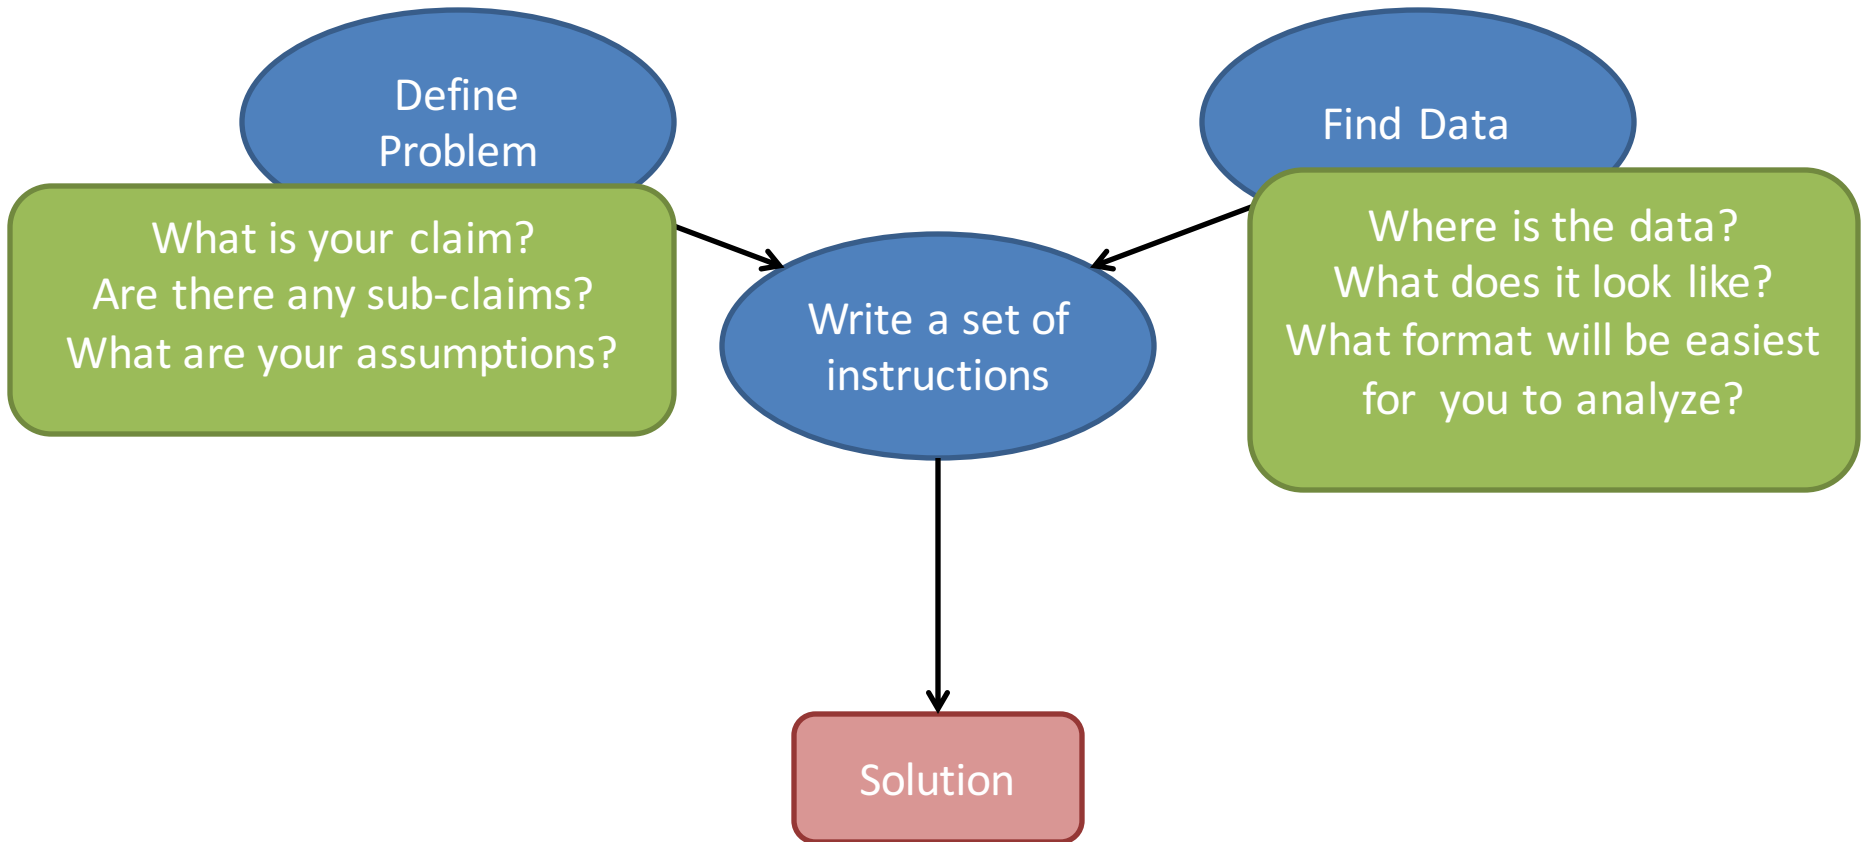 Define
Problem
What is your claim?
Are there any sub-claims?
What are your assumptions?
Find Data
Where is the data?
What does it look like?
What format will be easiest
for you to analyze?
Write a set of
instructions
Solution